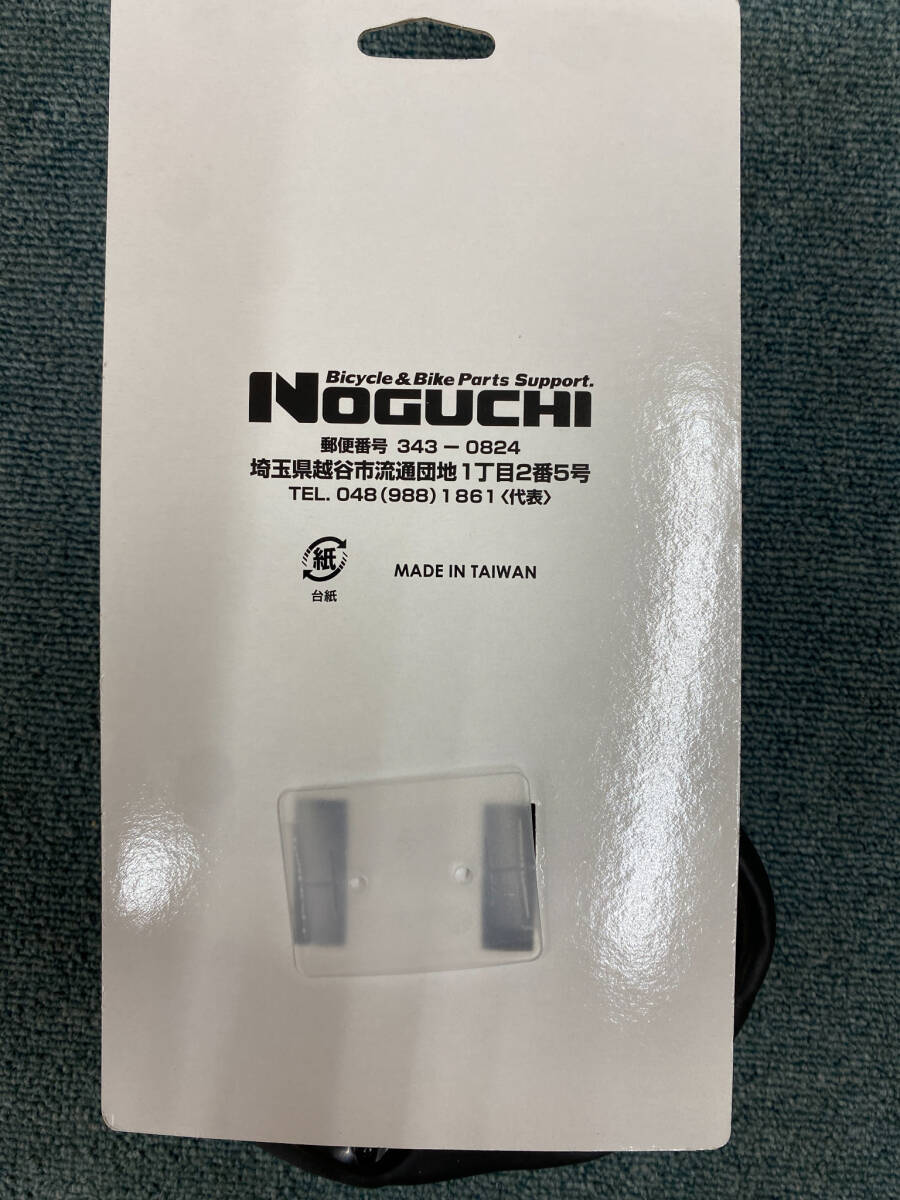 Bicycle & Bike Parts Support.
NOGUCHI
郵便番号 343－0824
埼玉県越谷市流通団地1丁目2番5号
TEL. 048(988)1861〈代表〉
紙
台紙
MADE IN TAIWAN